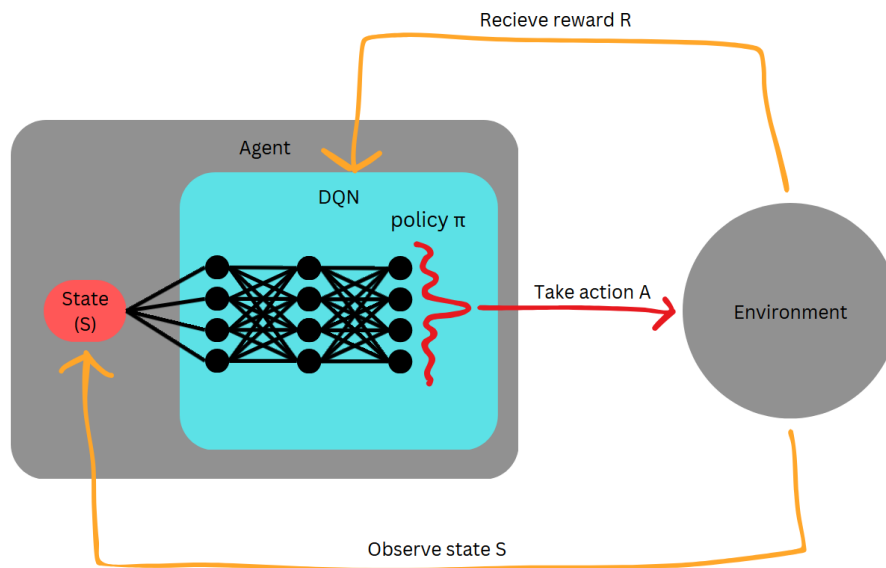 Recieve reward R
Agent
DQN
policy π
State
(S)
Take action A
Environment
Observe state S